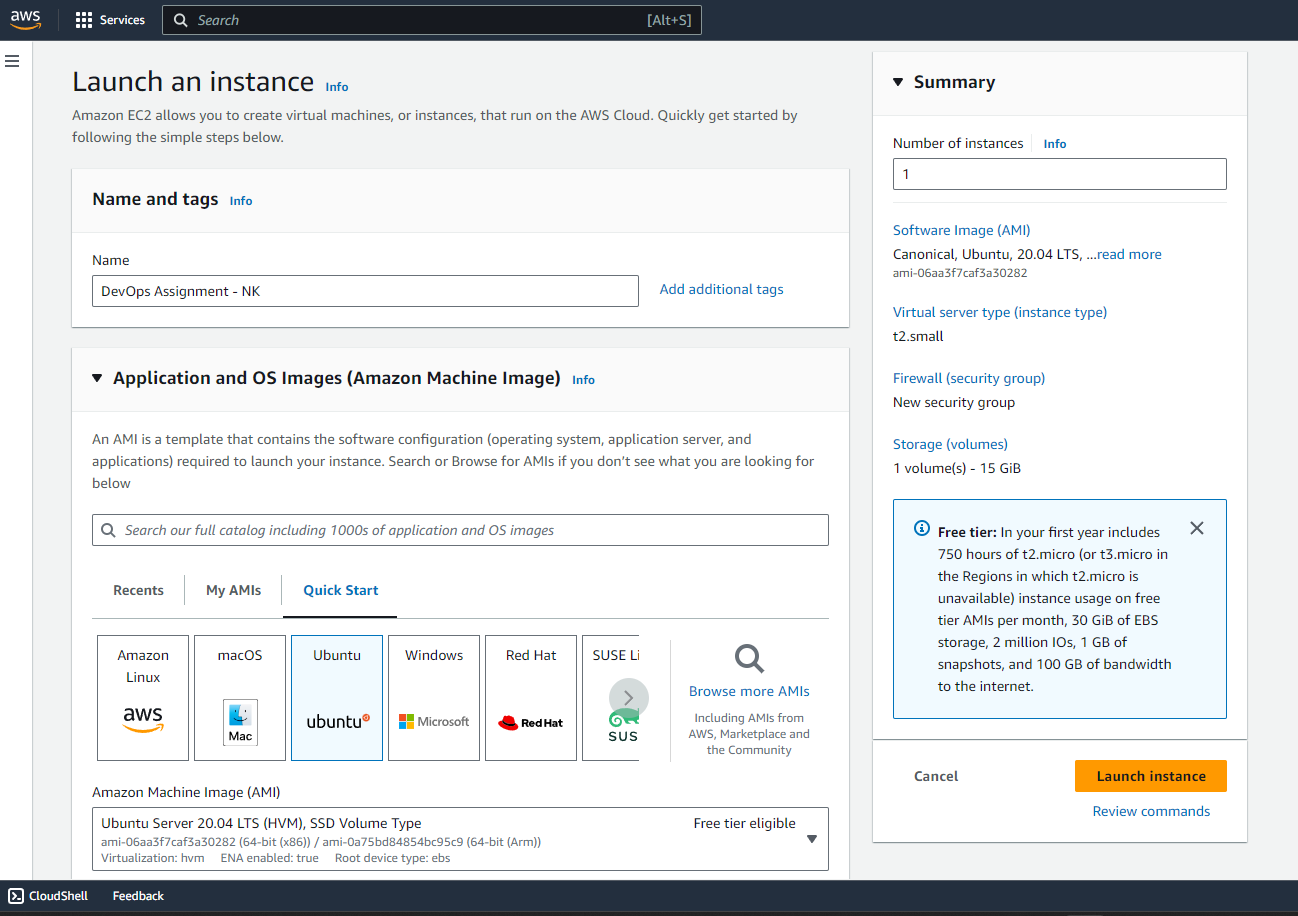 aws
Services
Search
[Alt+S]
Launch an instance Info
Amazon EC2 allows you to create virtual machines, or instances, that run on the AWS Cloud. Quickly get started by
following the simple steps below.
Name and tags Info
Name
DevOps Assignment - NK
Add additional tags
Application and OS Images (Amazon Machine Image) Info
An AMI is a template that contains the software configuration (operating system, application server, and
applications) required to launch your instance. Search or Browse for AMIs if you don't see what you are looking for
below
Search our full catalog including 1000s of application and OS images
Recents
My AMIs
Quick Start
Amazon
Linux
aws
macOS
Mac
Ubuntu
ubuntu
Windows
Microsoft
Red Hat
Red Hat
SUSE Li
SUS
Browse more AMIs
Including AMIs from
AWS, Marketplace and
the Community
Amazon Machine Image (AMI)
Ubuntu Server 20.04 LTS (HVM), SSD Volume Type
Free tier eligible
ami-06aa3f7caf3a30282 (64-bit (x86)) / ami-0a75bd84854bc95c9 (64-bit (Arm))
Virtualization: hvm ENA enabled: true Root device type: ebs
Summary
Number of instances Info
1
Software Image (AMI)
Canonical, Ubuntu, 20.04 LTS, ...read more
ami-06aa3f7caf3a30282
Virtual server type (instance type)
t2.small
Firewall (security group)
New security group
Storage (volumes)
1 volume(s) - 15 GiB
Free tier: In your first year includes
750 hours of t2.micro (or t3.micro in
the Regions in which t2.micro is
unavailable) instance usage on free
tier AMIs per month, 30 GiB of EBS
storage, 2 million IOs, 1 GB of
snapshots, and 100 GB of bandwidth
to the internet.
Cancel
Launch instance
Review commands
CloudShell
Feedback